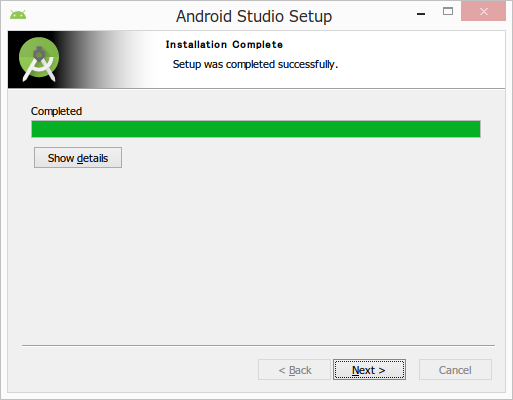 Android Studio Setup
Installation Complete
Setup was completed successfully.
Completed
Show details
< Back
Next >
Cancel